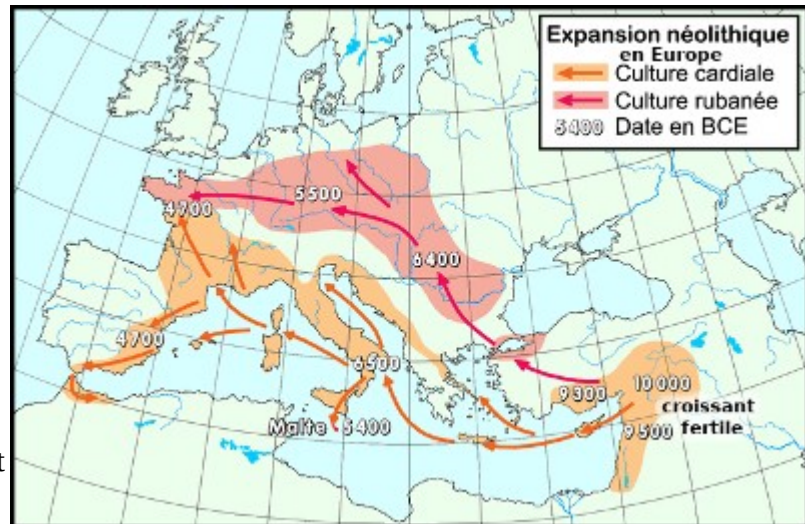 Expansion néolithique
en Europe
Culture cardiale
Culture rubanée
5400 Date en BCE
5500
4900
6400
4700
6500
9300
10 000
croissant
fertile
9500
Malte 5400
t